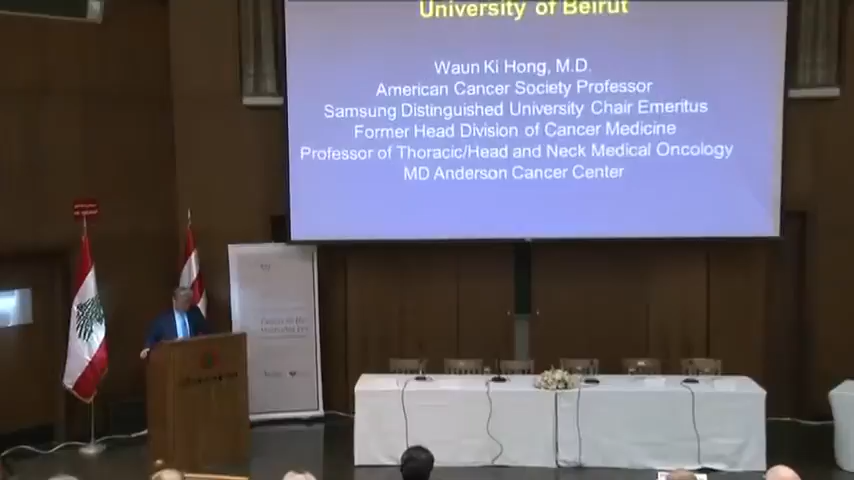 University of Beirut
Waun Ki Hong, M.D.
American Cancer Society Professor
Samsung Distinguished University Chair Emeritus
Former Head Division of Cancer Medicine
Professor of Thoracic/Head and Neck Medical Oncology
MD Anderson Cancer Center